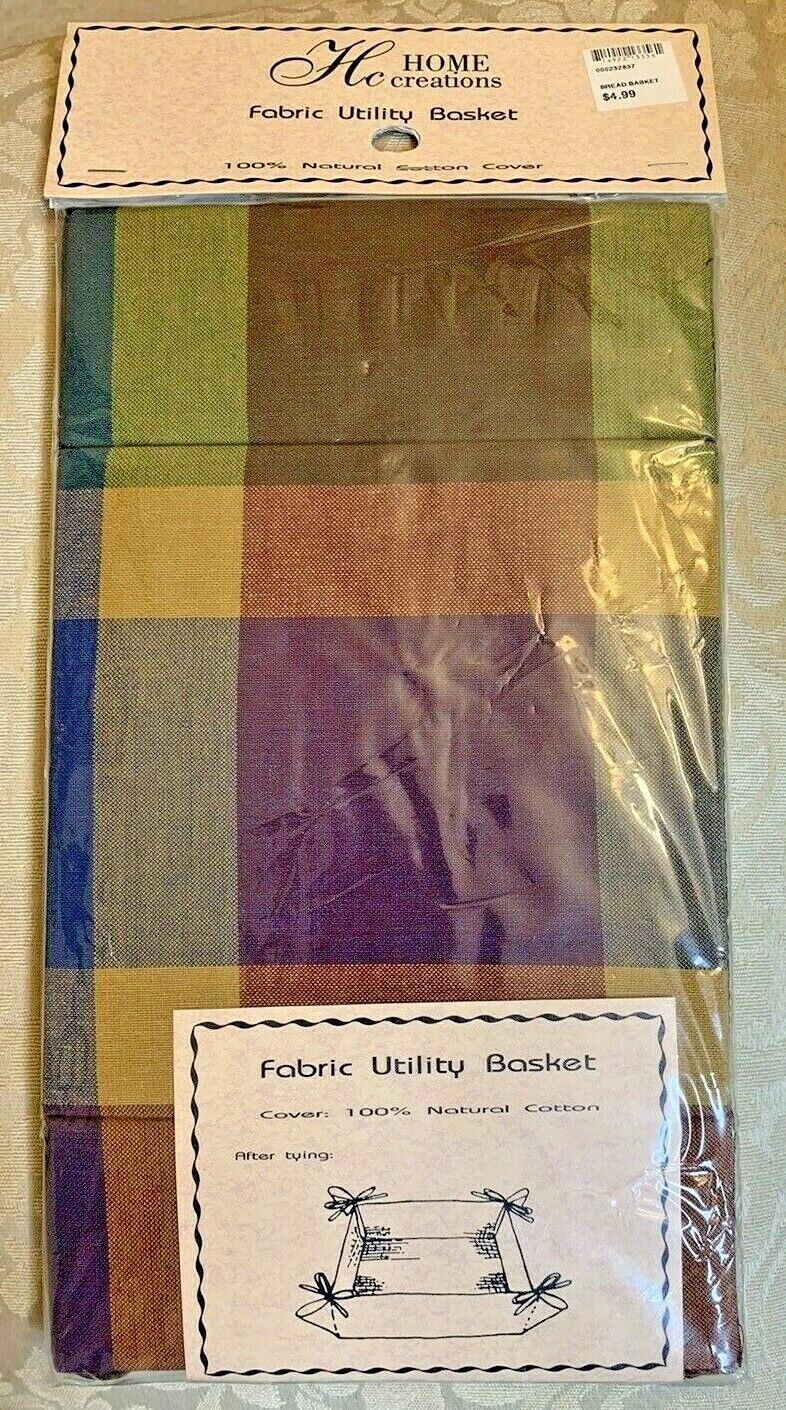 Hc HOME
creations
Fabric Utility Basket
100% Natural Cotton Cover
000232837
BREAD BASKET
$4.99
Fabric Utility Basket
Cover: 100% Natural Cotton
After tying: